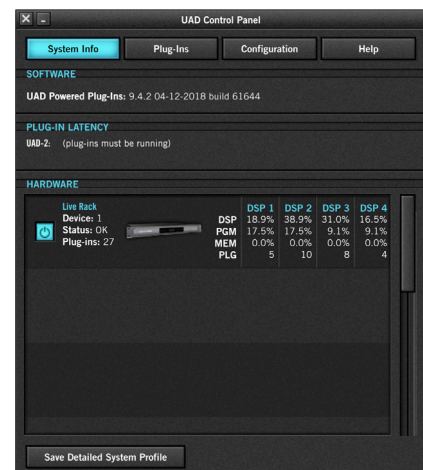 UAD Control Panel
System Info Plug-Ins Configuration Help
SOFTWARE
UAD Powered Plug-Ins: 9.4.2 04-12-2018 build 61644
PLUG-IN LATENCY
UAD-2: (plug-ins must be running)
HARDWARE
Live Rack DSP 1 DSP 2 DSP 3 DSP 4
Device: 1 DSP 18.9% 38.9% 31.0% 16.5%
Status: OK PGM 17.5% 17.5% 9.1% 9.1%
Plug-ins: 27 MEM 0.0% 0.0% 0.0% 0.0%
PLG 5 10 8 4
Save Detailed System Profile